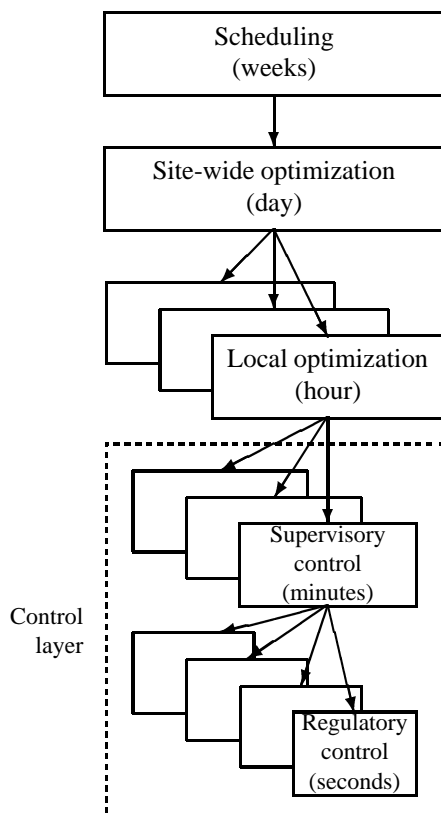 Scheduling
(weeks)
Site-wide optimization
(day)
Local optimization
(hour)
Supervisory
control
(minutes)
Control
layer
Regulatory
control
(seconds)